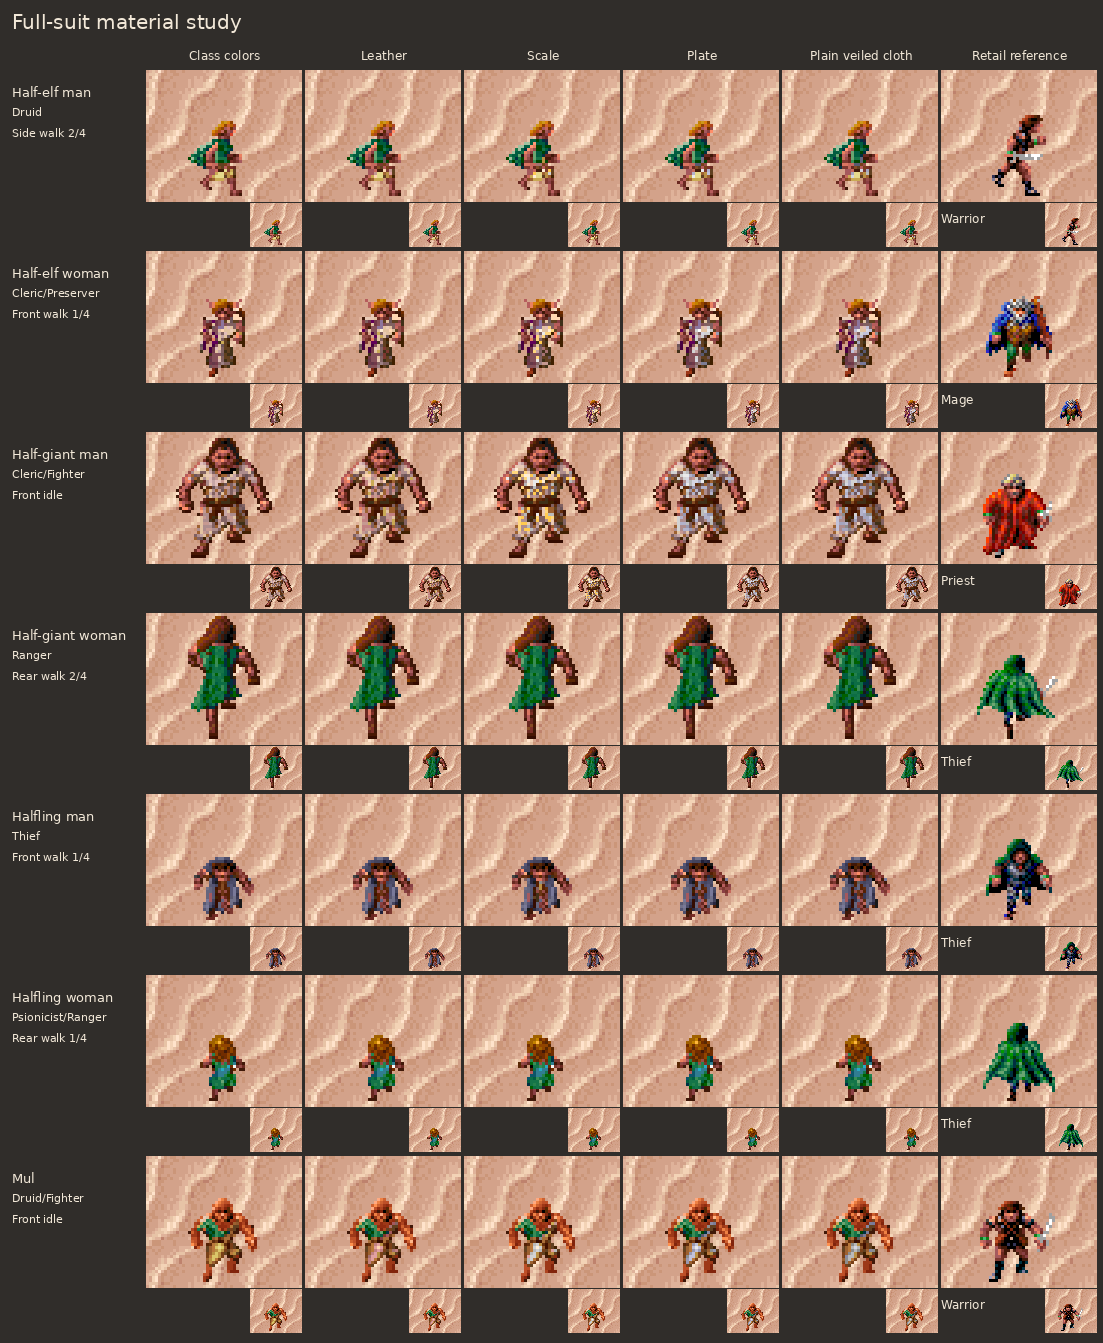 Full-suit material study
Class colors Leather Scale Plate Plain veiled cloth Retail reference
Half-elf man
Druid
Side walk 2/4
Warrior
Half-elf woman
Cleric/Preserver
Front walk 1/4
Mage
Half-giant man
Cleric/Fighter
Front idle
Priest
Half-giant woman
Ranger
Rear walk 2/4
Thief
Halfling man
Thief
Front walk 1/4
Thief
Halfling woman
Psionicist/Ranger
Rear walk 1/4
Thief
Mul
Druid/Fighter
Front idle
Warrior